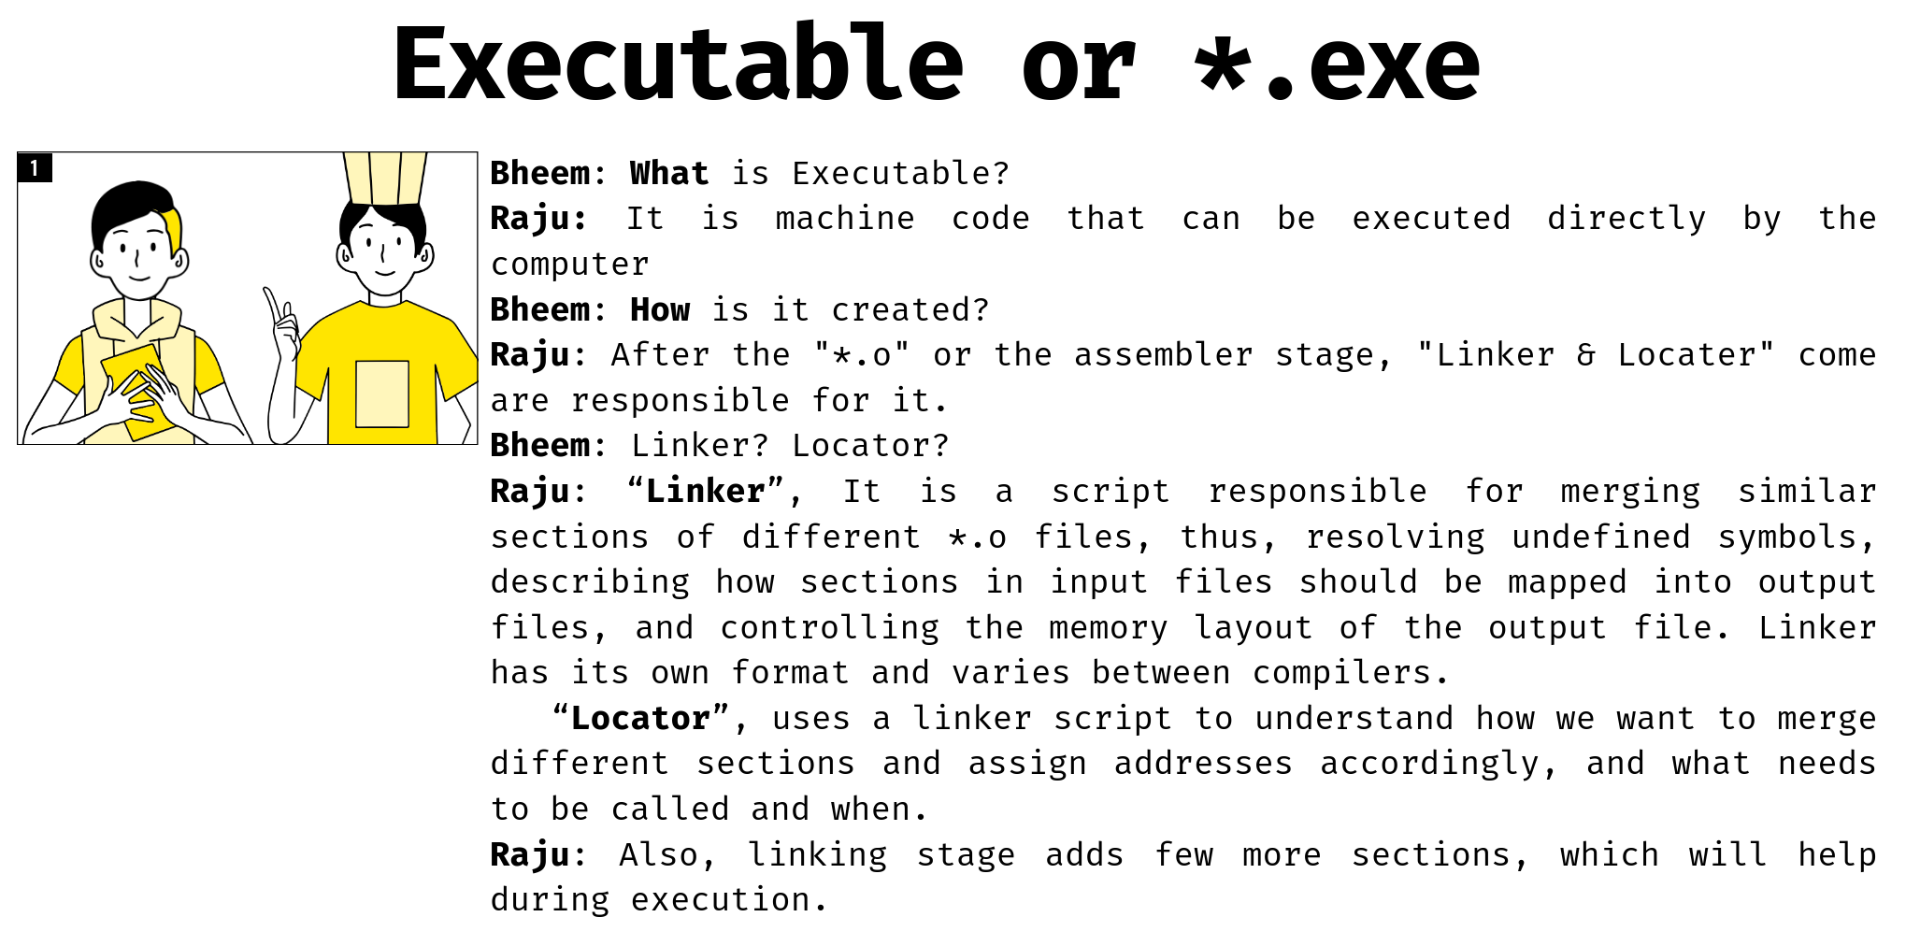 Executable or *.exe
1
Bheem: What is Executable?
Raju: It is machine code that can be executed directly by the
computer
Bheem: How is it created?
Raju: After the "*.o" or the assembler stage, "Linker & Locater" come
are responsible for it.
Bheem: Linker? Locator?
Raju: “Linker”, It is a script responsible for merging similar
sections of different *.o files, thus, resolving undefined symbols,
describing how sections in input files should be mapped into output
files, and controlling the memory layout of the output file. Linker
has its own format and varies between compilers.
“Locator”, uses a linker script to understand how we want to merge
different sections and assign addresses accordingly, and what needs
to be called and when.
Raju: Also, linking stage adds few more sections, which will help
during execution.